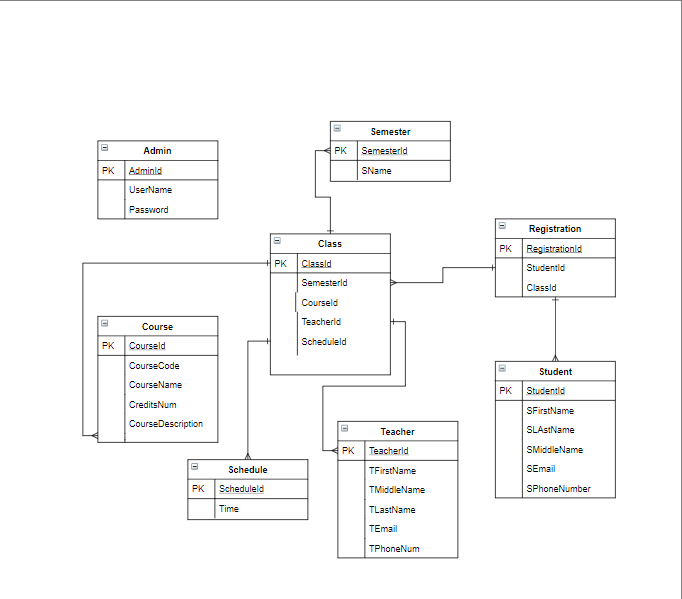 Admin
PK AdminId
UserName
Password
Semester
PK SemesterId
SName
Class
PK ClassId
SemesterId
CourseId
TeacherId
ScheduleId
Registration
PK RegistrationId
StudentId
ClassId
Course
PK CourseId
CourseCode
CourseName
CreditsNum
CourseDescription
Schedule
PK ScheduleId
Time
Teacher
PK TeacherId
TFirstName
TMiddleName
TLastName
TEmail
TPhoneNum
Student
PK StudentId
SFirstName
SLAstName
SMiddleName
SEmail
SPhoneNumber